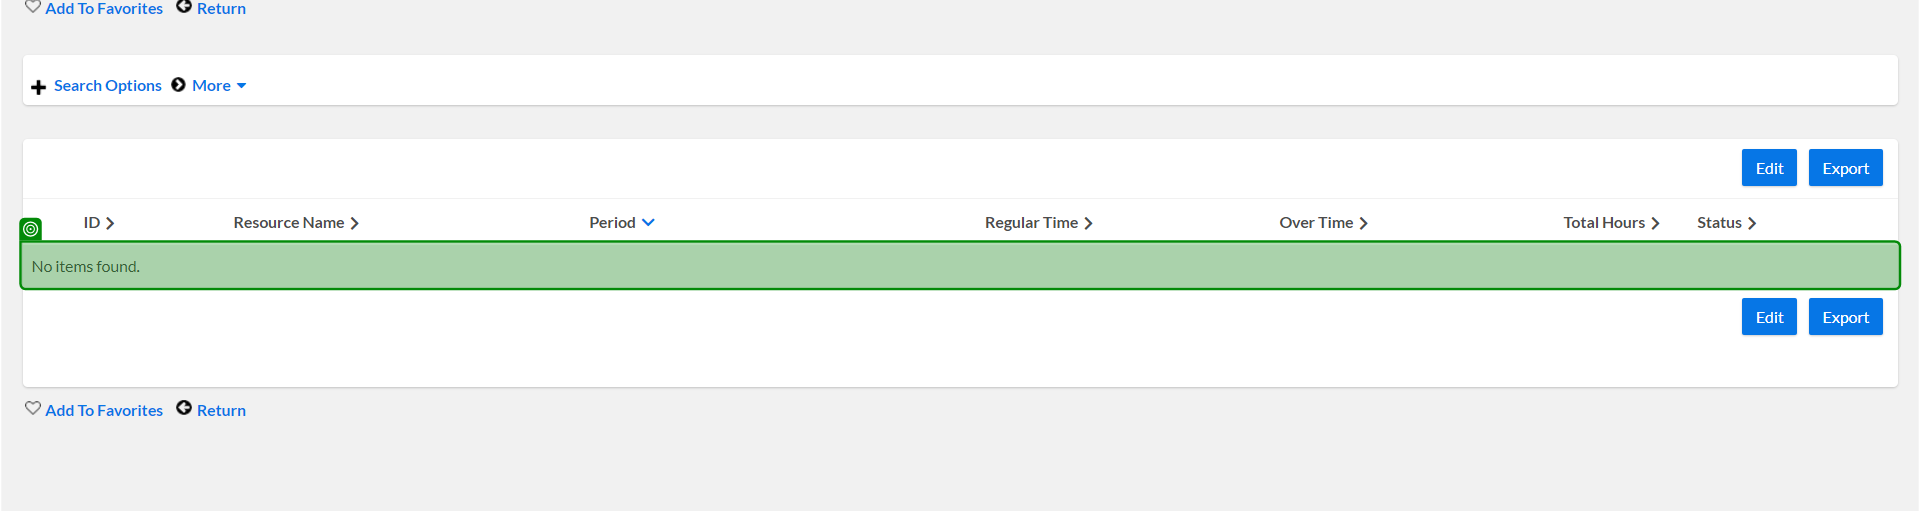 Add To Favorites Return
Search Options More
Edit Export
ID Resource Name Period Regular Time Over Time Total Hours Status
No items found.
Edit Export
Add To Favorites Return